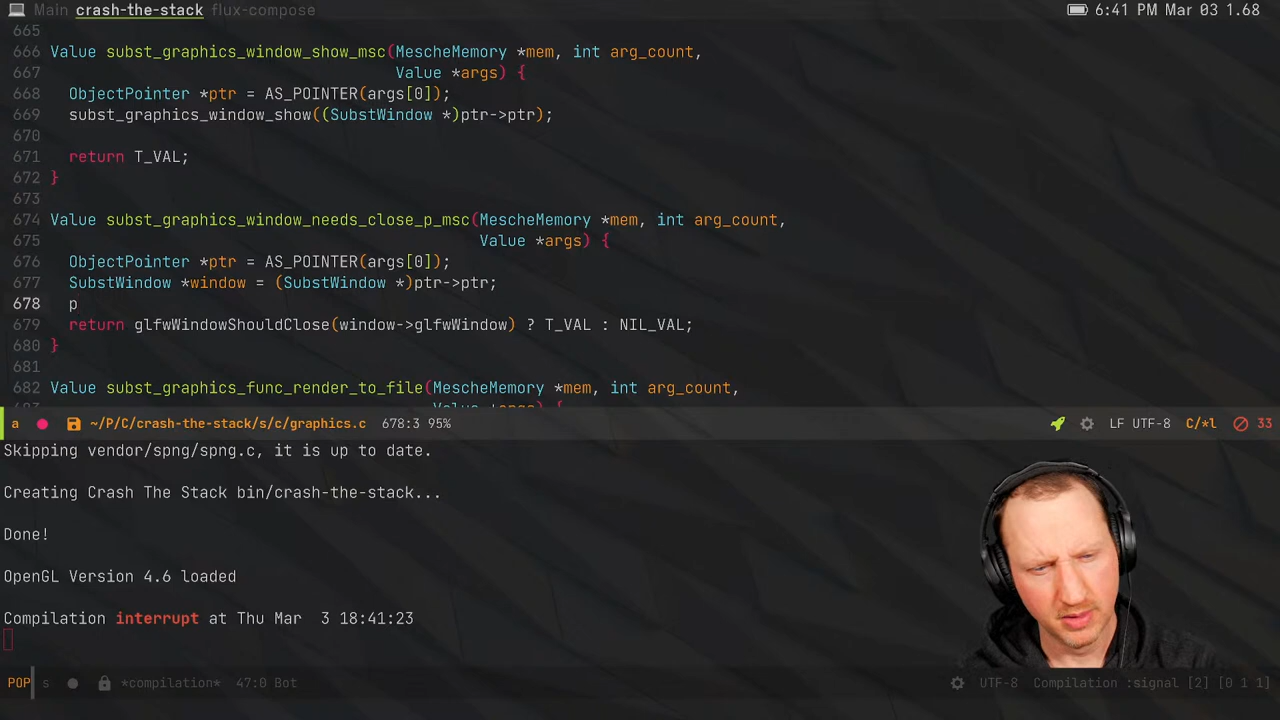 Main crash-the-stack flux-compose 6:41 PM Mar 03 1.68
665
666 Value subst_graphics_window_show_msc(MescheMemory *mem, int arg_count,
667 Value *args) {
668 ObjectPointer *ptr = AS_POINTER(args[0]);
669 subst_graphics_window_show((SubstWindow *)ptr->ptr);
670
671 return T_VAL;
672 }
673
674 Value subst_graphics_window_needs_close_p_msc(MescheMemory *mem, int arg_count,
675 Value *args) {
676 ObjectPointer *ptr = AS_POINTER(args[0]);
677 SubstWindow *window = (SubstWindow *)ptr->ptr;
678 p
679 return glfwWindowShouldClose(window->glfwWindow) ? T_VAL : NIL_VAL;
680 }
681
682 Value subst_graphics_func_render_to_file(MescheMemory *mem, int arg_count,
683 Value *args) {
a ~/P/C/crash-the-stack/s/c/graphics.c 678:3 95% LF UTF-8 C/*l 33
Skipping vendor/spng/spng.c, it is up to date.
Creating Crash The Stack bin/crash-the-stack...
Done!
OpenGL Version 4.6 loaded
Compilation interrupt at Thu Mar  3 18:41:23
POP s *compilation* 47:0 Bot UTF-8 Compilation :signal [2] [0 1 1]